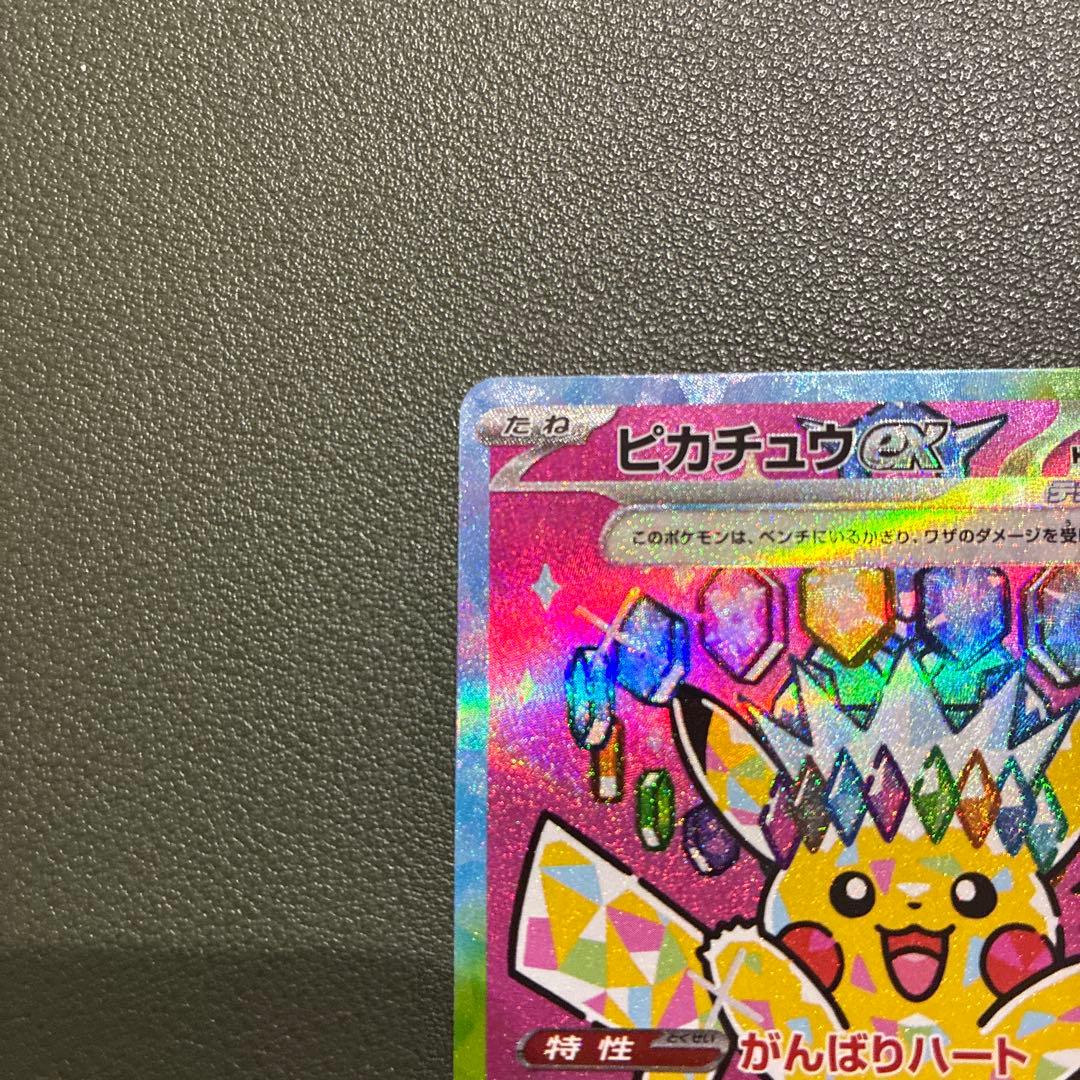 たね ピカチュウex H
テ
このポケモンは、ベンチにいるかぎり、ワザのダメージを受
特性 とくせい がんばりハート